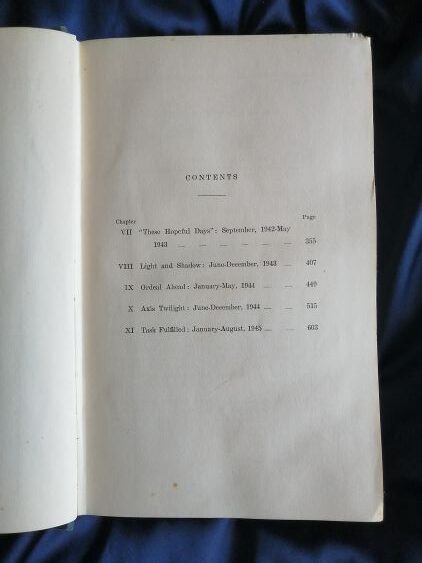 CONTENTS
Chapter Page
VII "These Hopeful Days": September, 1942-May
1943 — — — — — — 355
VIII Light and Shadow: June-December, 1943 — 407
IX Ordeal Ahead: January-May, 1944 — — 449
X Axis Twilight: June-December, 1944 — — 515
XI Task Fulfilled: January-August, 1945 — — 603